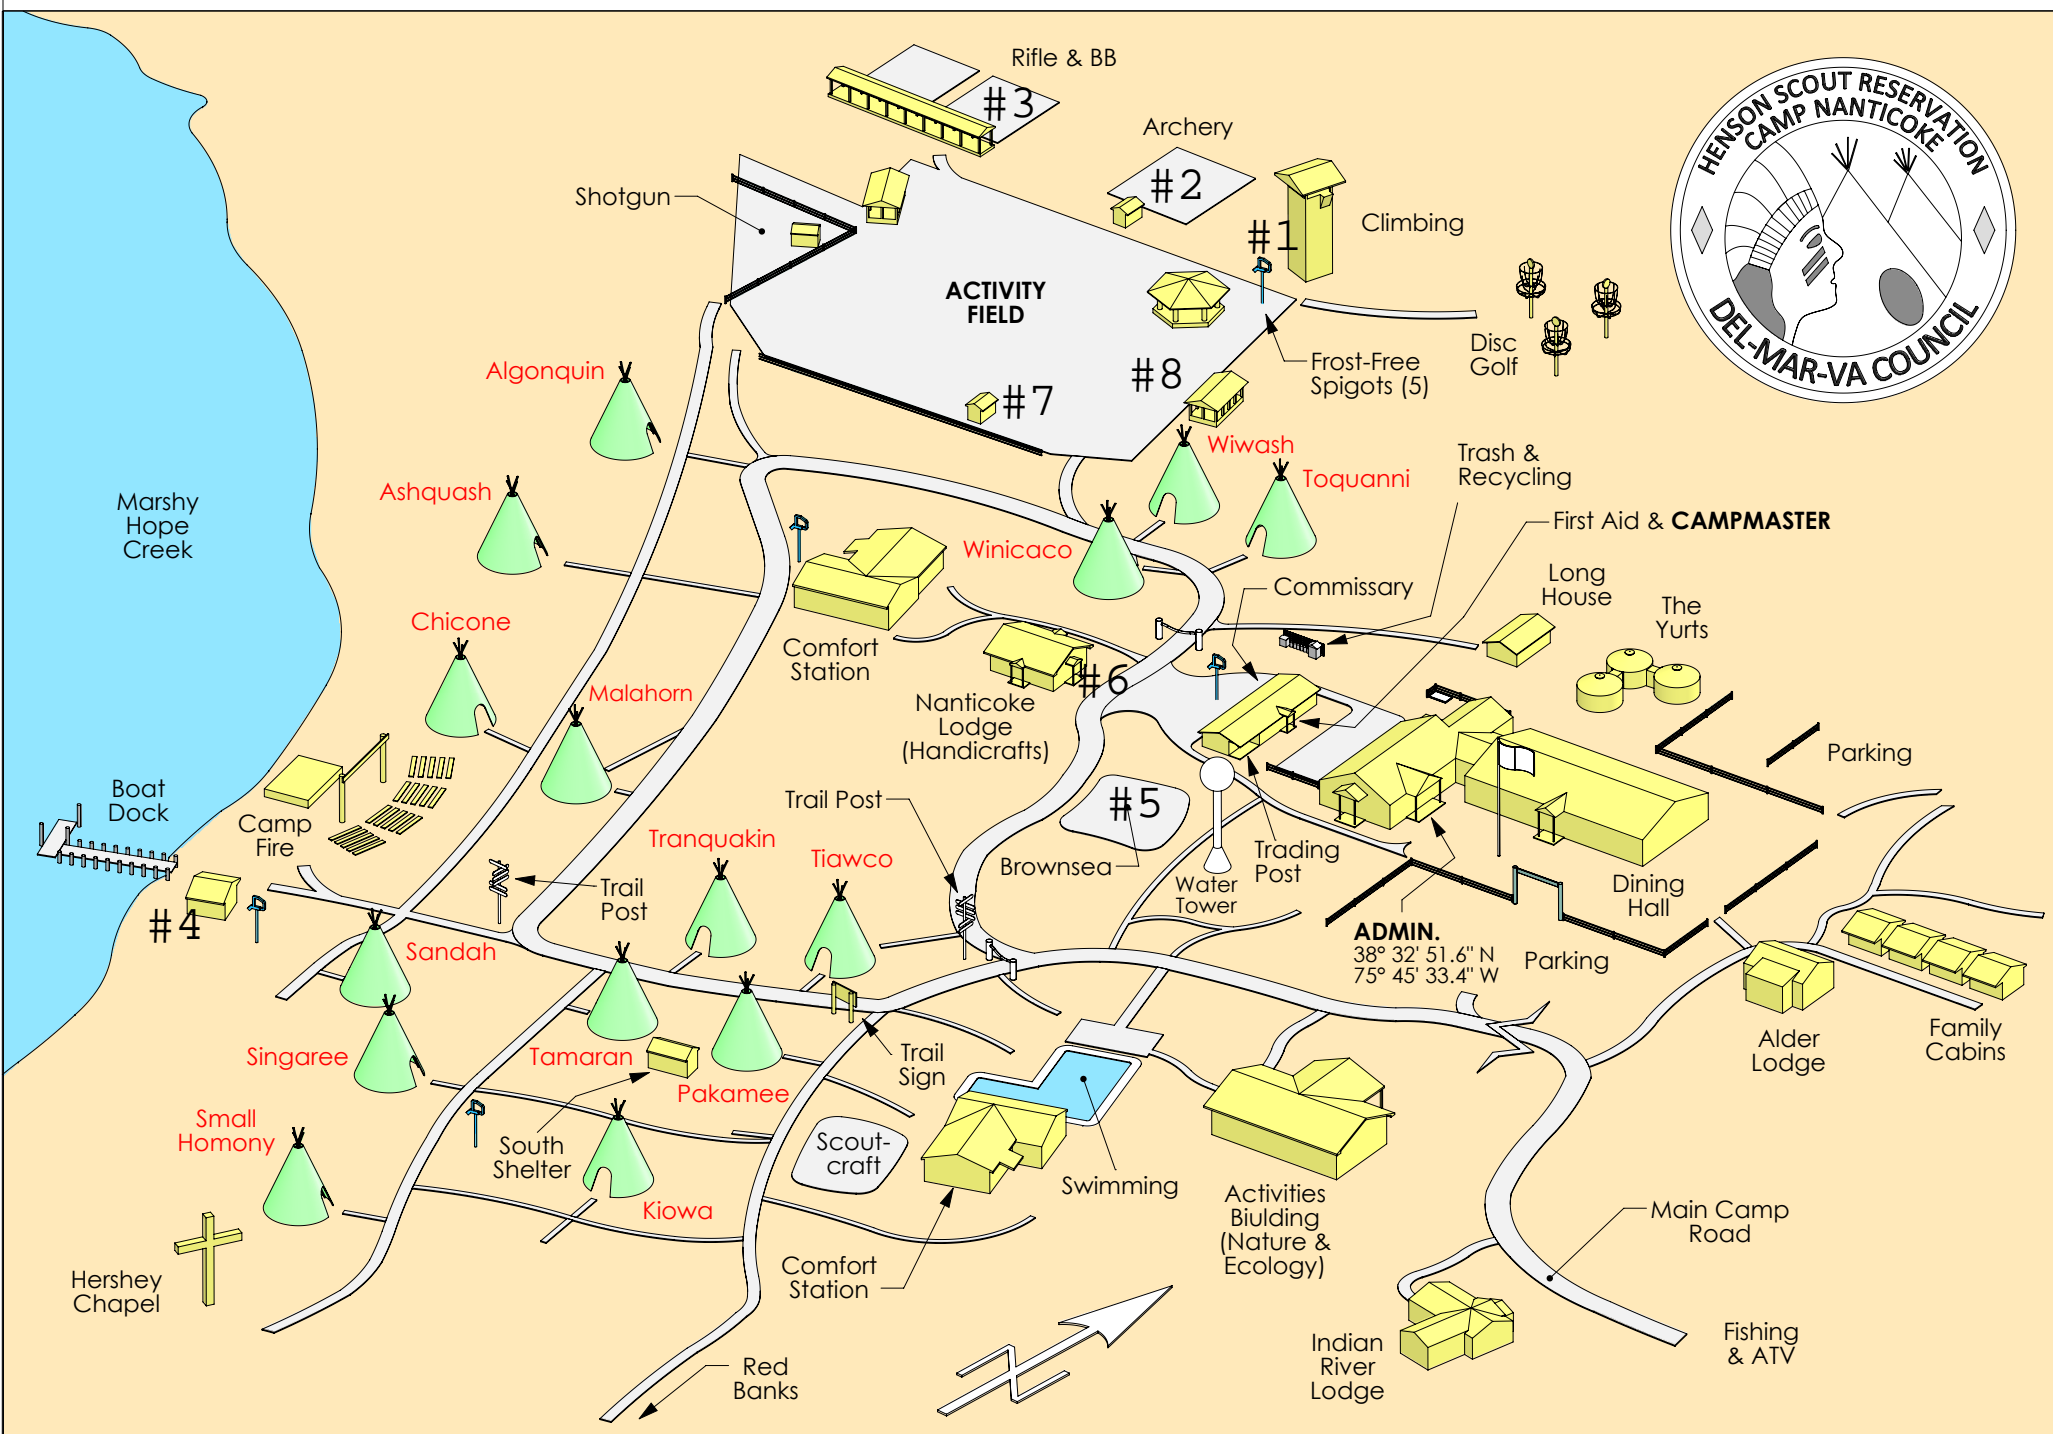 HENSON SCOUT RESERVATION
CAMP NANTICOKE
DEL-MAR-VA COUNCIL
Rifle & BB
#3
Archery
#2
Shotgun
#1
Climbing
ACTIVITY
FIELD
Disc
Golf
Frost-Free
Spigots (5)
#8
#7
Algonquin
Wiwash
Trash &
Recycling
Toquanni
Ashquash
Marshy
Hope
Creek
First Aid & CAMPMASTER
Winicaco
Commissary
Long
House
The
Yurts
Chicone
Comfort
Station
Malahorn
#6
Nanticoke
Lodge
(Handicrafts)
Parking
Boat
Dock
Camp
Fire
Trail Post
#5
Brownsea
Tranquakin
Tiawco
Trading
Post
Water
Tower
Trail
Post
Dining
Hall
#4
ADMIN.
38° 32' 51.6" N
75° 45' 33.4" W
Parking
Sandah
Singaree
Tamaran
Trail
Sign
Alder
Lodge
Family
Cabins
Pakamee
Small
Homony
South
Shelter
Scout-
craft
Swimming
Kiowa
Activities
Biulding
(Nature &
Ecology)
Main Camp
Road
Hershey
Chapel
Comfort
Station
Red
Banks
Indian
River
Lodge
Fishing
& ATV